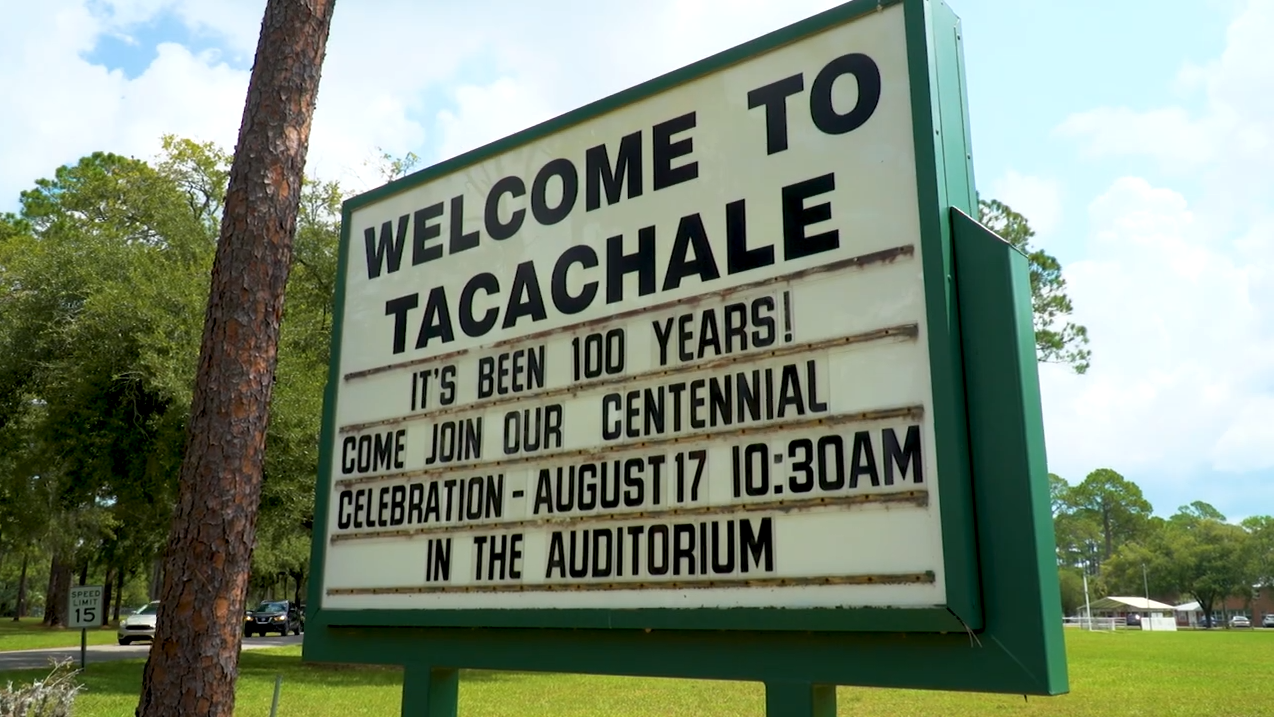 WELCOME TO
TACACHALE
IT'S BEEN 100 YEARS!
COME JOIN OUR CENTENNIAL
CELEBRATION - AUGUST 17 10:30AM
IN THE AUDITORIUM
SPEED
LIMIT
15